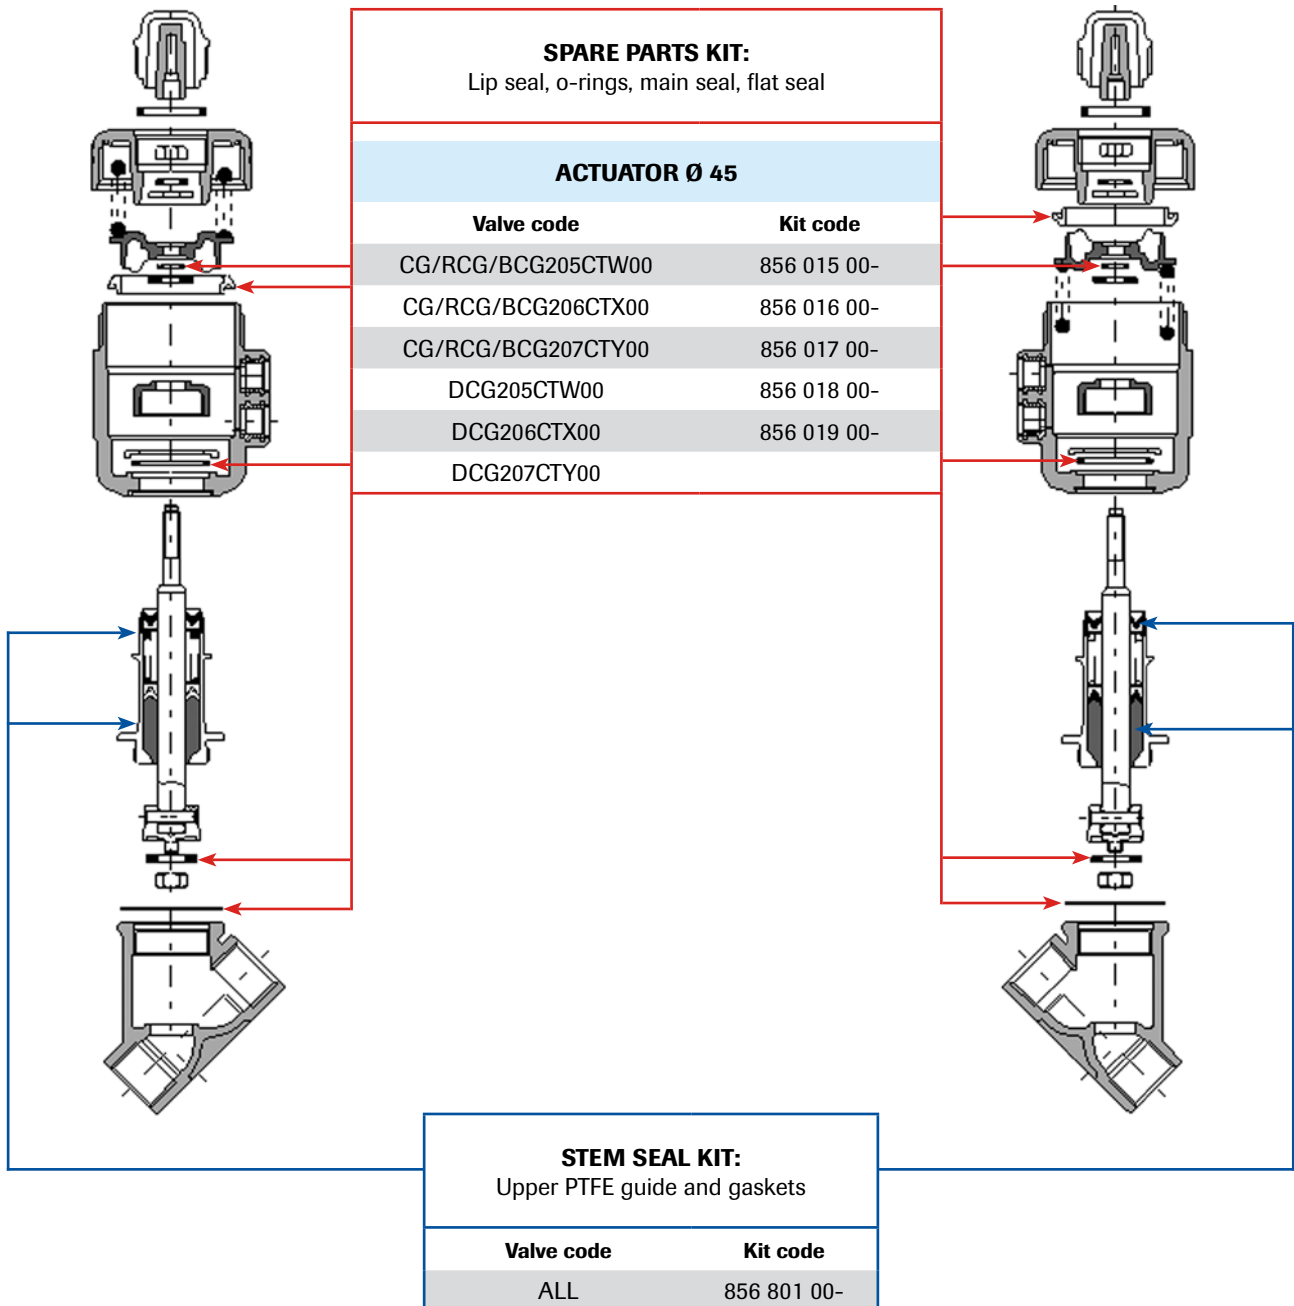 SPARE PARTS KIT:
Lip seal, o-rings, main seal, flat seal
ACTUATOR Ø 45
Valve code Kit code
CG/RCG/BCG205CTW00 856 015 00-
CG/RCG/BCG206CTX00 856 016 00-
CG/RCG/BCG207CTY00 856 017 00-
DCG205CTW00 856 018 00-
DCG206CTX00 856 019 00-
DCG207CTY00
STEM SEAL KIT:
Upper PTFE guide and gaskets
Valve code Kit code
ALL 856 801 00-